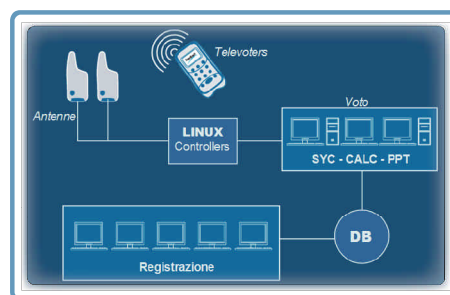 Televoters
Antenne
Voto
LINUX
Controllers
SYC - CALC - PPT
DB
Registrazione